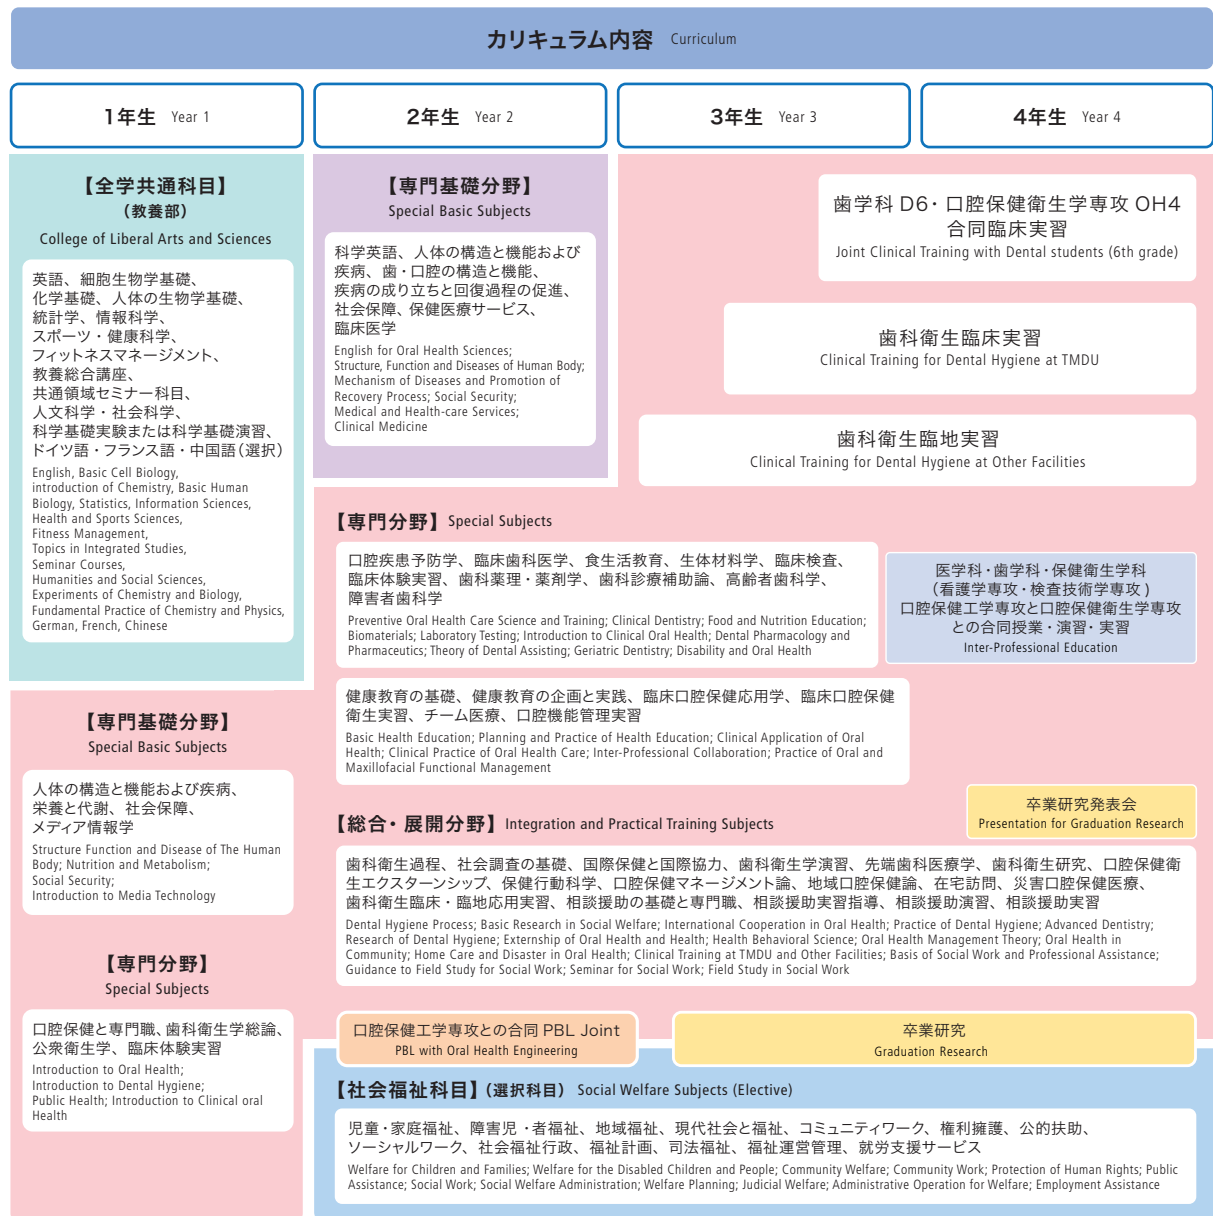 カリキュラム内容 Curriculum
1年生 Year 1
2年生 Year 2
3年生 Year 3
4年生 Year 4
【全学共通科目】
(教養部)
College of Liberal Arts and Sciences
英語、細胞生物学基礎、
化学基礎、人体の生物学基礎、
統計学、情報科学、
スポーツ・健康科学、
フィットネスマネージメント、
教養総合講座、
共通領域セミナー科目、
人文科学・社会科学、
科学基礎実験または科学基礎演習、
ドイツ語・フランス語・中国語(選択)
English, Basic Cell Biology,
introduction of Chemistry, Basic Human
Biology, Statistics, Information Sciences,
Health and Sports Sciences,
Fitness Management,
Topics in Integrated Studies,
Seminar Courses,
Humanities and Social Sciences,
Experiments of Chemistry and Biology,
Fundamental Practice of Chemistry and Physics,
German, French, Chinese
【専門基礎分野】
Special Basic Subjects
人体の構造と機能および疾病、
栄養と代謝、社会保障、
メディア情報学
Structure Function and Disease of The Human
Body; Nutrition and Metabolism;
Social Security;
Introduction to Media Technology
【専門分野】
Special Subjects
口腔保健と専門職、歯科衛生学総論、
公衆衛生学、臨床体験実習
Introduction to Oral Health;
Introduction to Dental Hygiene;
Public Health; Introduction to Clinical oral
Health
【専門基礎分野】
Special Basic Subjects
科学英語、人体の構造と機能および
疾病、歯・口腔の構造と機能、
疾病の成り立ちと回復過程の促進、
社会保障、保健医療サービス、
臨床医学
English for Oral Health Sciences;
Structure, Function and Diseases of Human Body;
Mechanism of Diseases and Promotion of
Recovery Process; Social Security;
Medical and Health-care Services;
Clinical Medicine
歯学科 D6・口腔保健衛生学専攻 OH4
合同臨床実習
Joint Clinical Training with Dental students (6th grade)
歯科衛生臨床実習
Clinical Training for Dental Hygiene at TMDU
歯科衛生臨地実習
Clinical Training for Dental Hygiene at Other Facilities
【専門分野】 Special Subjects
口腔疾患予防学、臨床歯科医学、食生活教育、生体材料学、臨床検査、
臨床体験実習、歯科薬理・薬剤学、歯科診療補助論、高齢者歯科学、
障害者歯科学
Preventive Oral Health Care Science and Training; Clinical Dentistry; Food and Nutrition Education;
Biomaterials; Laboratory Testing; Introduction to Clinical Oral Health; Dental Pharmacology and
Pharmaceutics; Theory of Dental Assisting; Geriatric Dentistry; Disability and Oral Health
医学科・歯学科・保健衛生学科
(看護学専攻・検査技術学専攻)
口腔保健工学専攻と口腔保健衛生学専攻
との合同授業・演習・実習
Inter-Professional Education
健康教育の基礎、健康教育の企画と実践、臨床口腔保健応用学、臨床口腔保健
衛生実習、チーム医療、口腔機能管理実習
Basic Health Education; Planning and Practice of Health Education; Clinical Application of Oral
Health; Clinical Practice of Oral Health Care; Inter-Professional Collaboration; Practice of Oral and
Maxillofacial Functional Management
卒業研究発表会
Presentation for Graduation Research
【総合・展開分野】 Integration and Practical Training Subjects
歯科衛生過程、社会調査の基礎、国際保健と国際協力、歯科衛生学演習、先端歯科医療学、歯科衛生研究、口腔保健衛
生エクスターンシップ、保健行動科学、口腔保健マネージメント論、地域口腔保健論、在宅訪問、災害口腔保健医療、
歯科衛生臨床・臨地応用実習、相談援助の基礎と専門職、相談援助実習指導、相談援助演習、相談援助実習
Dental Hygiene Process; Basic Research in Social Welfare; International Cooperation in Oral Health; Practice of Dental Hygiene; Advanced Dentistry;
Research of Dental Hygiene; Externship of Oral Health and Health; Health Behavioral Science; Oral Health Management Theory; Oral Health in
Community; Home Care and Disaster in Oral Health; Clinical Training at TMDU and Other Facilities; Basis of Social Work and Professional Assistance;
Guidance to Field Study for Social Work; Seminar for Social Work; Field Study in Social Work
口腔保健工学専攻との合同 PBL Joint
PBL with Oral Health Engineering
卒業研究
Graduation Research
【社会福祉科目】(選択科目) Social Welfare Subjects (Elective)
児童・家庭福祉、障害児・者福祉、地域福祉、現代社会と福祉、コミュニティワーク、権利擁護、公的扶助、
ソーシャルワーク、社会福祉行政、福祉計画、司法福祉、福祉運営管理、就労支援サービス
Welfare for Children and Families; Welfare for the Disabled Children and People; Community Welfare; Community Work; Protection of Human Rights; Public
Assistance; Social Work; Social Welfare Administration; Welfare Planning; Judicial Welfare; Administrative Operation for Welfare; Employment Assistance